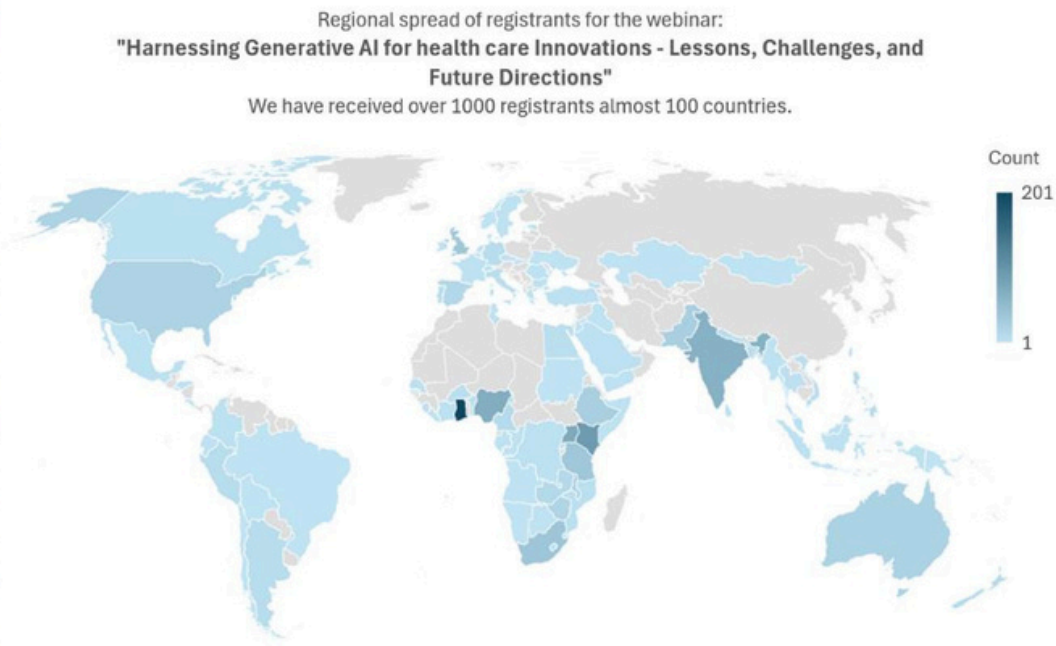 Regional spread of registrants for the webinar:
"Harnessing Generative AI for health care Innovations - Lessons, Challenges, and
Future Directions"
We have received over 1000 registrants almost 100 countries.
Count
201
1